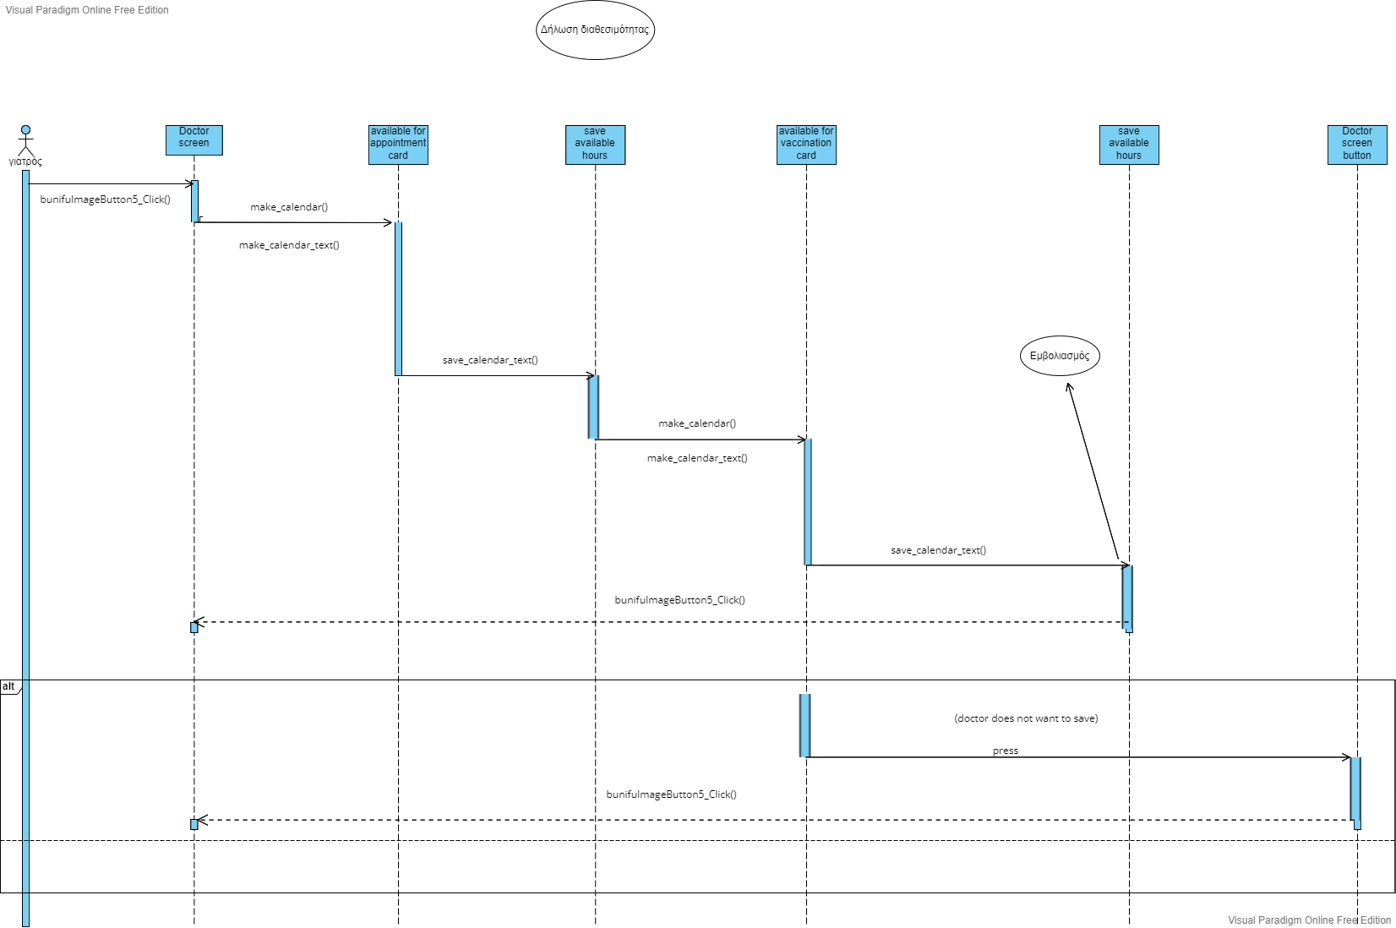 Visual Paradigm Online Free Edition
Δήλωση διαθεσιμότητας
γιατρός
Doctor
screen
available for
appointment
card
save
available
hours
available for
vaccination
card
save
available
hours
Doctor
screen
button
bunifuImageButton5_Click()
make_calendar()
make_calendar_text()
save_calendar_text()
Εμβολιασμός
make_calendar()
make_calendar_text()
save_calendar_text()
bunifuImageButton5_Click()
alt
(doctor does not want to save)
press
bunifuImageButton5_Click()
Visual Paradigm Online Free Edition